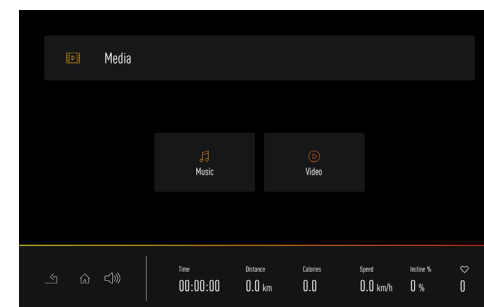 Media
Music Video
Time Distance Calories Speed Incline %
00:00:00 0.0 km 0.0 0.0 km/h 0 % 0